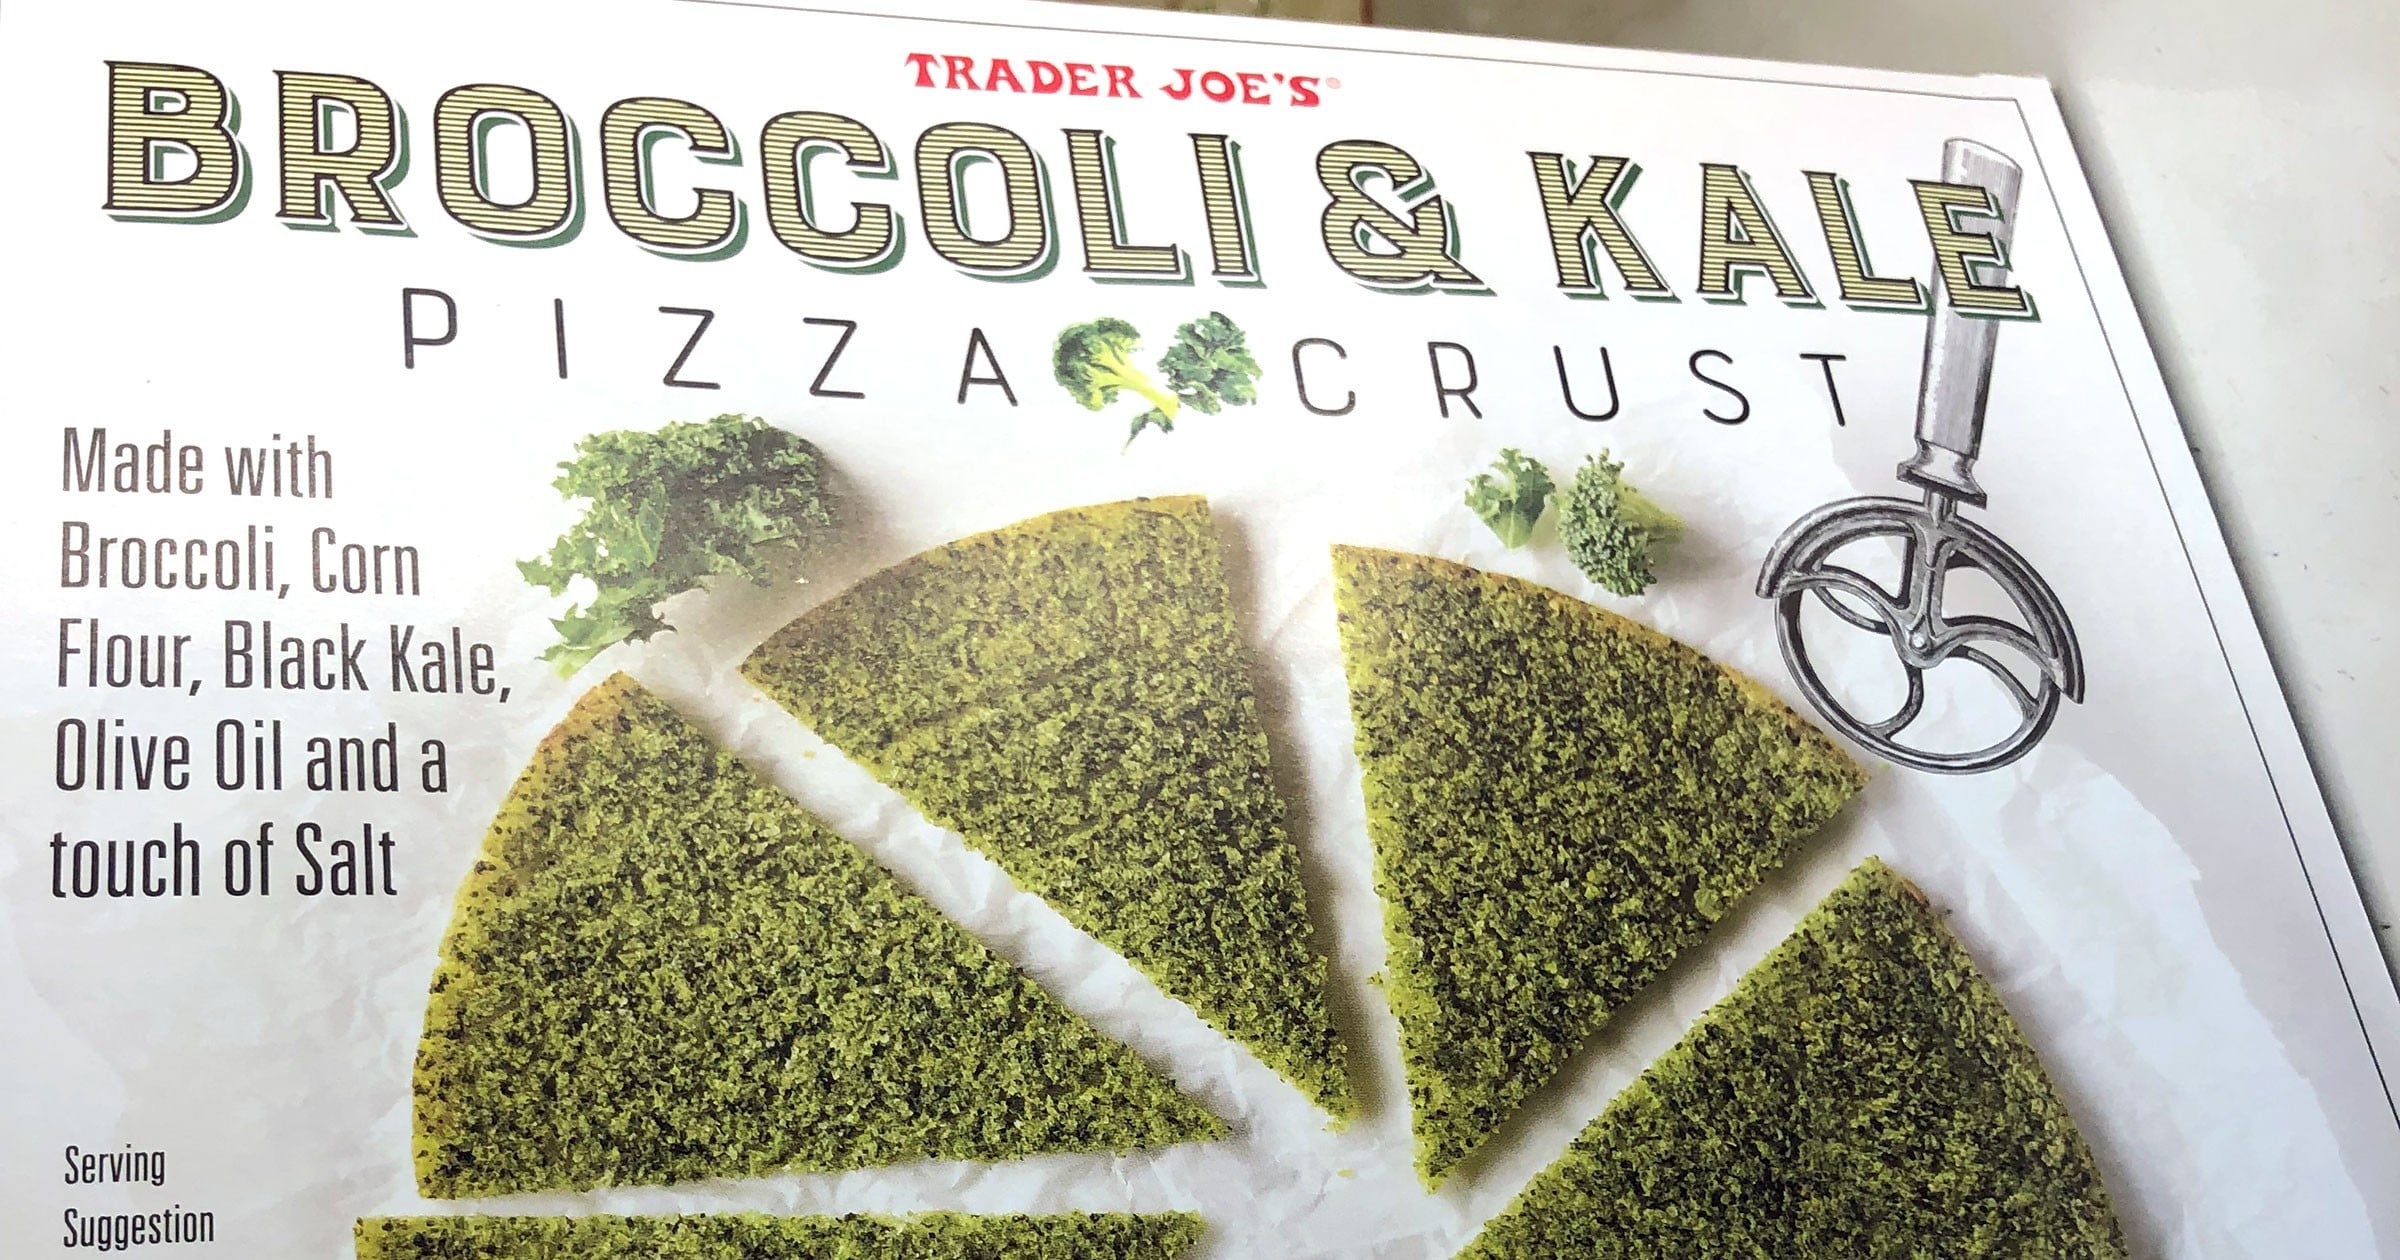 TRADER JOE'S®
BROCCOLI & KALE
PIZZA CRUST
Made with
Broccoli, Corn
Flour, Black Kale,
Olive Oil and a
touch of Salt
Serving
Suggestion